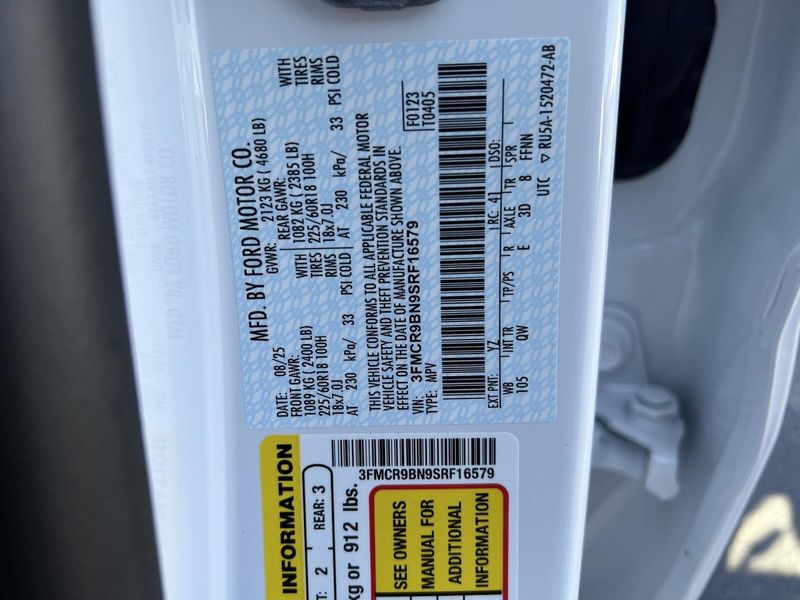 MFD. BY FORD MOTOR CO.
DATE: 08/25
GVWR: 2123 KG ( 4680 LB)
FRONT GAWR:
1089 KG ( 2400 LB)
225/60R18 100H
18x7.0J
AT 230 kPa/ 33
REAR GAWR:
1082 KG ( 2385 LB)
225/60R18 100H
18x7.0J
AT 230 kPa/ 33 PSI COLD
WITH
TIRES
RIMS
PSI COLD
WITH
TIRES
RIMS
THIS VEHICLE CONFORMS TO ALL APPLICABLE FEDERAL MOTOR
VEHICLE SAFETY AND THEFT PREVENTION STANDARDS IN
EFFECT ON THE DATE OF MANUFACTURE SHOWN ABOVE.
VIN: 3FMCR9BN9SRF16579
TYPE: MPV
F0123
T0405
EXT PNT: YZ RC: 41 DSO:
WB INT TR TP/PS R AXLE TR SPR
105 QW E 3D 8 FFNN
UTC ▽ RU5A-1520472-AB
3FMCR9BN9SRF16579
INFORMATION
T: 2 REAR: 3
kg or 912 lbs.
SEE OWNERS
MANUAL FOR
ADDITIONAL
INFORMATION